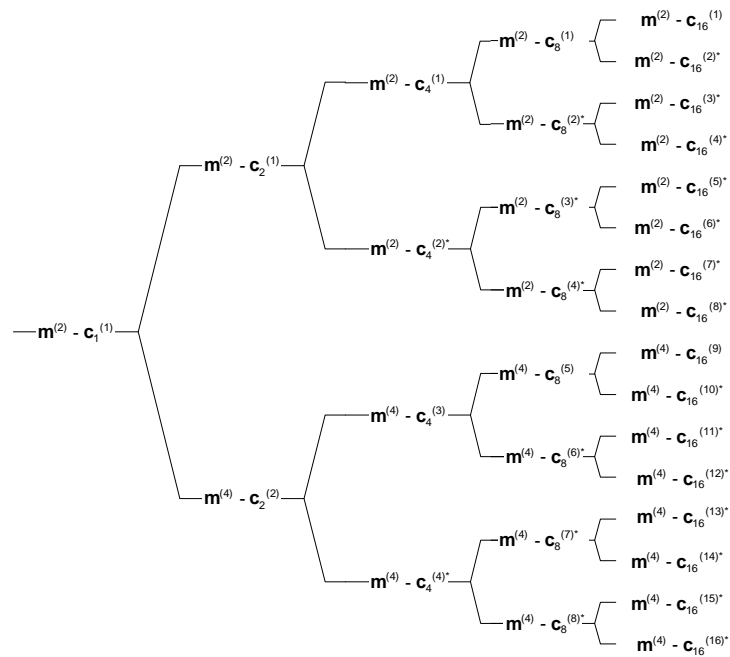 m(2) - c16(1)
m(2) - c8(1)
m(2) - c16(2)*
m(2) - c4(1)
m(2) - c16(3)*
m(2) - c8(2)*
m(2) - c16(4)*
m(2) - c2(1)
m(2) - c16(5)*
m(2) - c8(3)*
m(2) - c16(6)*
m(2) - c4(2)*
m(2) - c16(7)*
m(2) - c8(4)*
m(2) - c16(8)*
m(2) - c1(1)
m(4) - c16(9)
m(4) - c8(5)
m(4) - c16(10)*
m(4) - c4(3)
m(4) - c16(11)*
m(4) - c8(6)*
m(4) - c16(12)*
m(4) - c2(2)
m(4) - c16(13)*
m(4) - c8(7)*
m(4) - c16(14)*
m(4) - c4(4)*
m(4) - c16(15)*
m(4) - c8(8)*
m(4) - c16(16)*